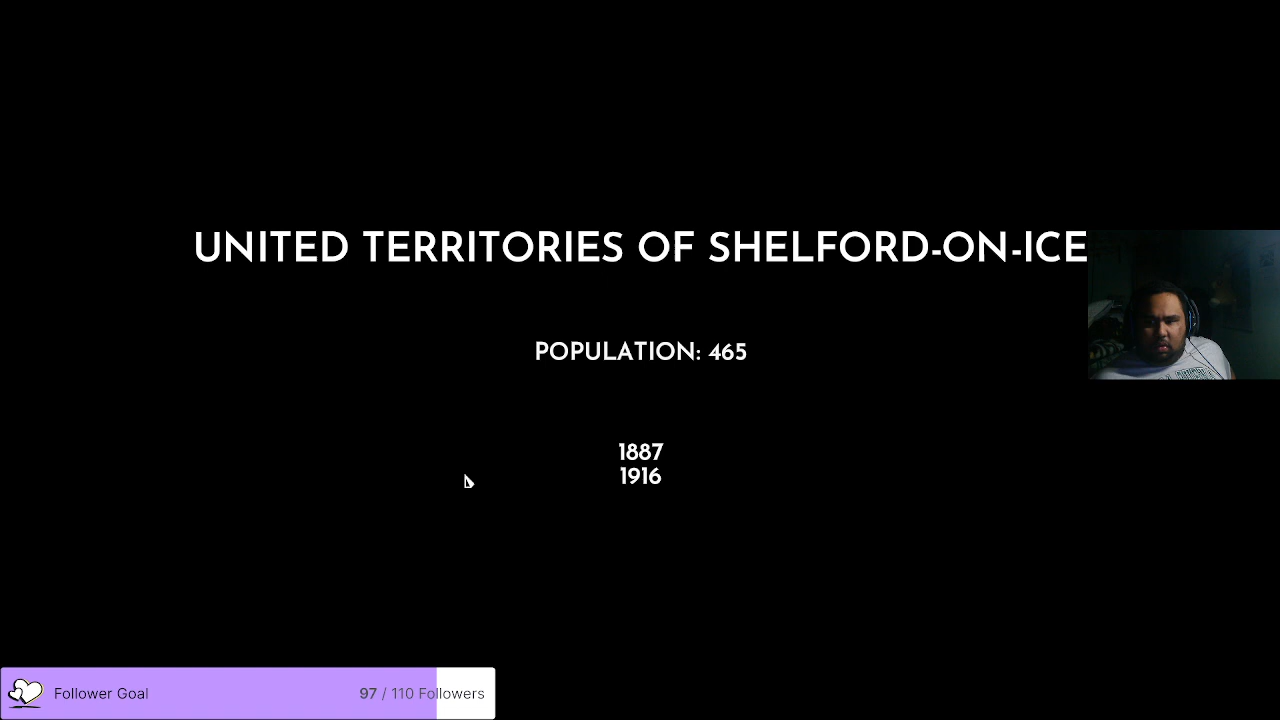 UNITED TERRITORIES OF SHELFORD-ON-ICE
POPULATION: 465
1887
1916
Follower Goal
97 / 110 Followers